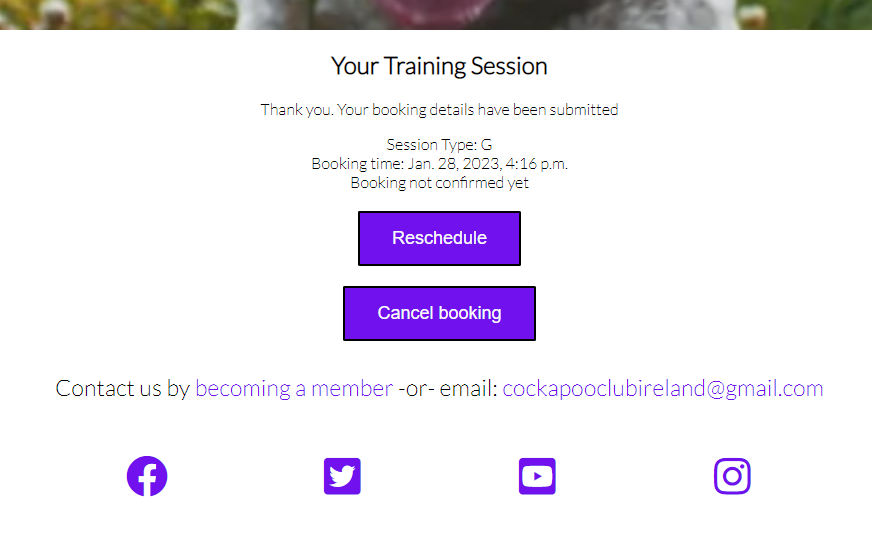 Your Training Session
Thank you. Your booking details have been submitted
Session Type: G
Booking time: Jan. 28, 2023, 4:16 p.m.
Booking not confirmed yet
Reschedule
Cancel booking
Contact us by becoming a member -or- email: cockapooclubireland@gmail.com